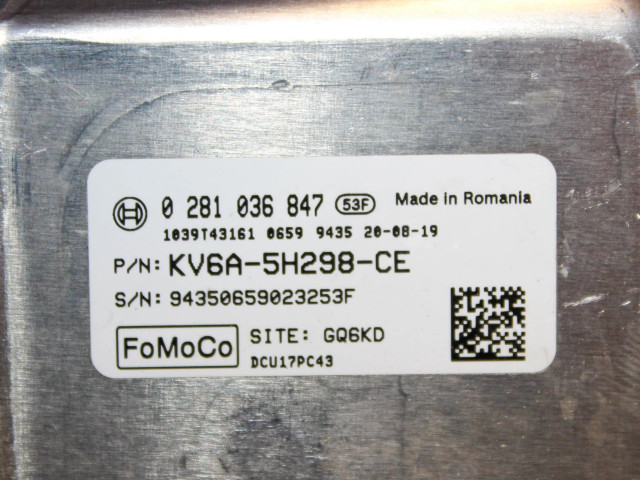 0 281 036 847 53F Made in Romania
1039T43161 0659 9435 20-08-19
P/N: KV6A-5H298-CE
S/N: 94350659023253F
FoMoCo SITE: GQ6KD
DCU17PC43